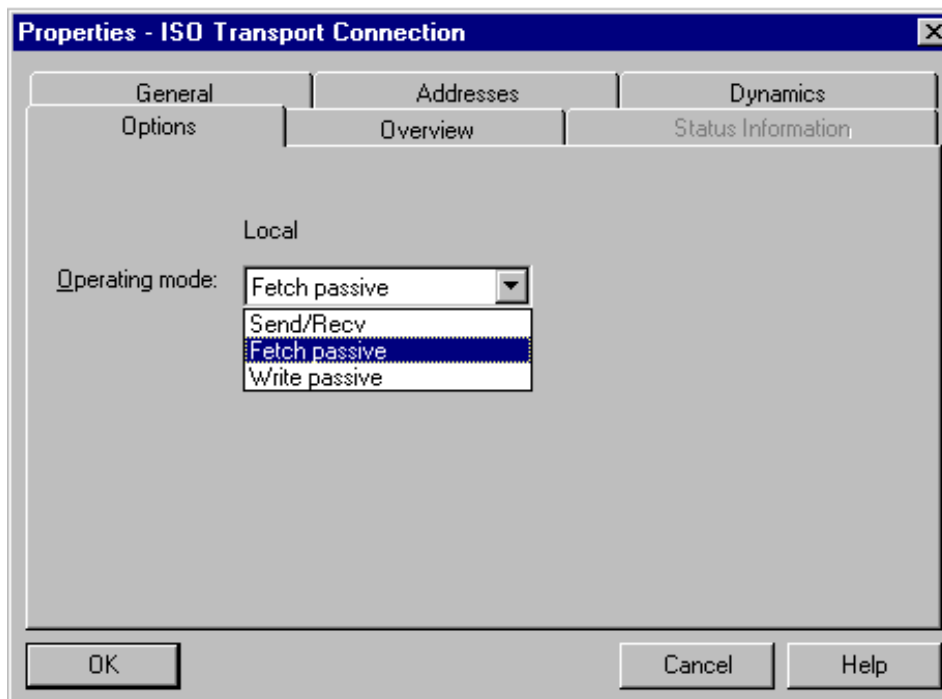 Properties - ISO Transport Connection
General Addresses Dynamics
Options Overview Status Information
Local
Operating mode: Fetch passive
Send/Recv
Fetch passive
Write passive
OK Cancel Help